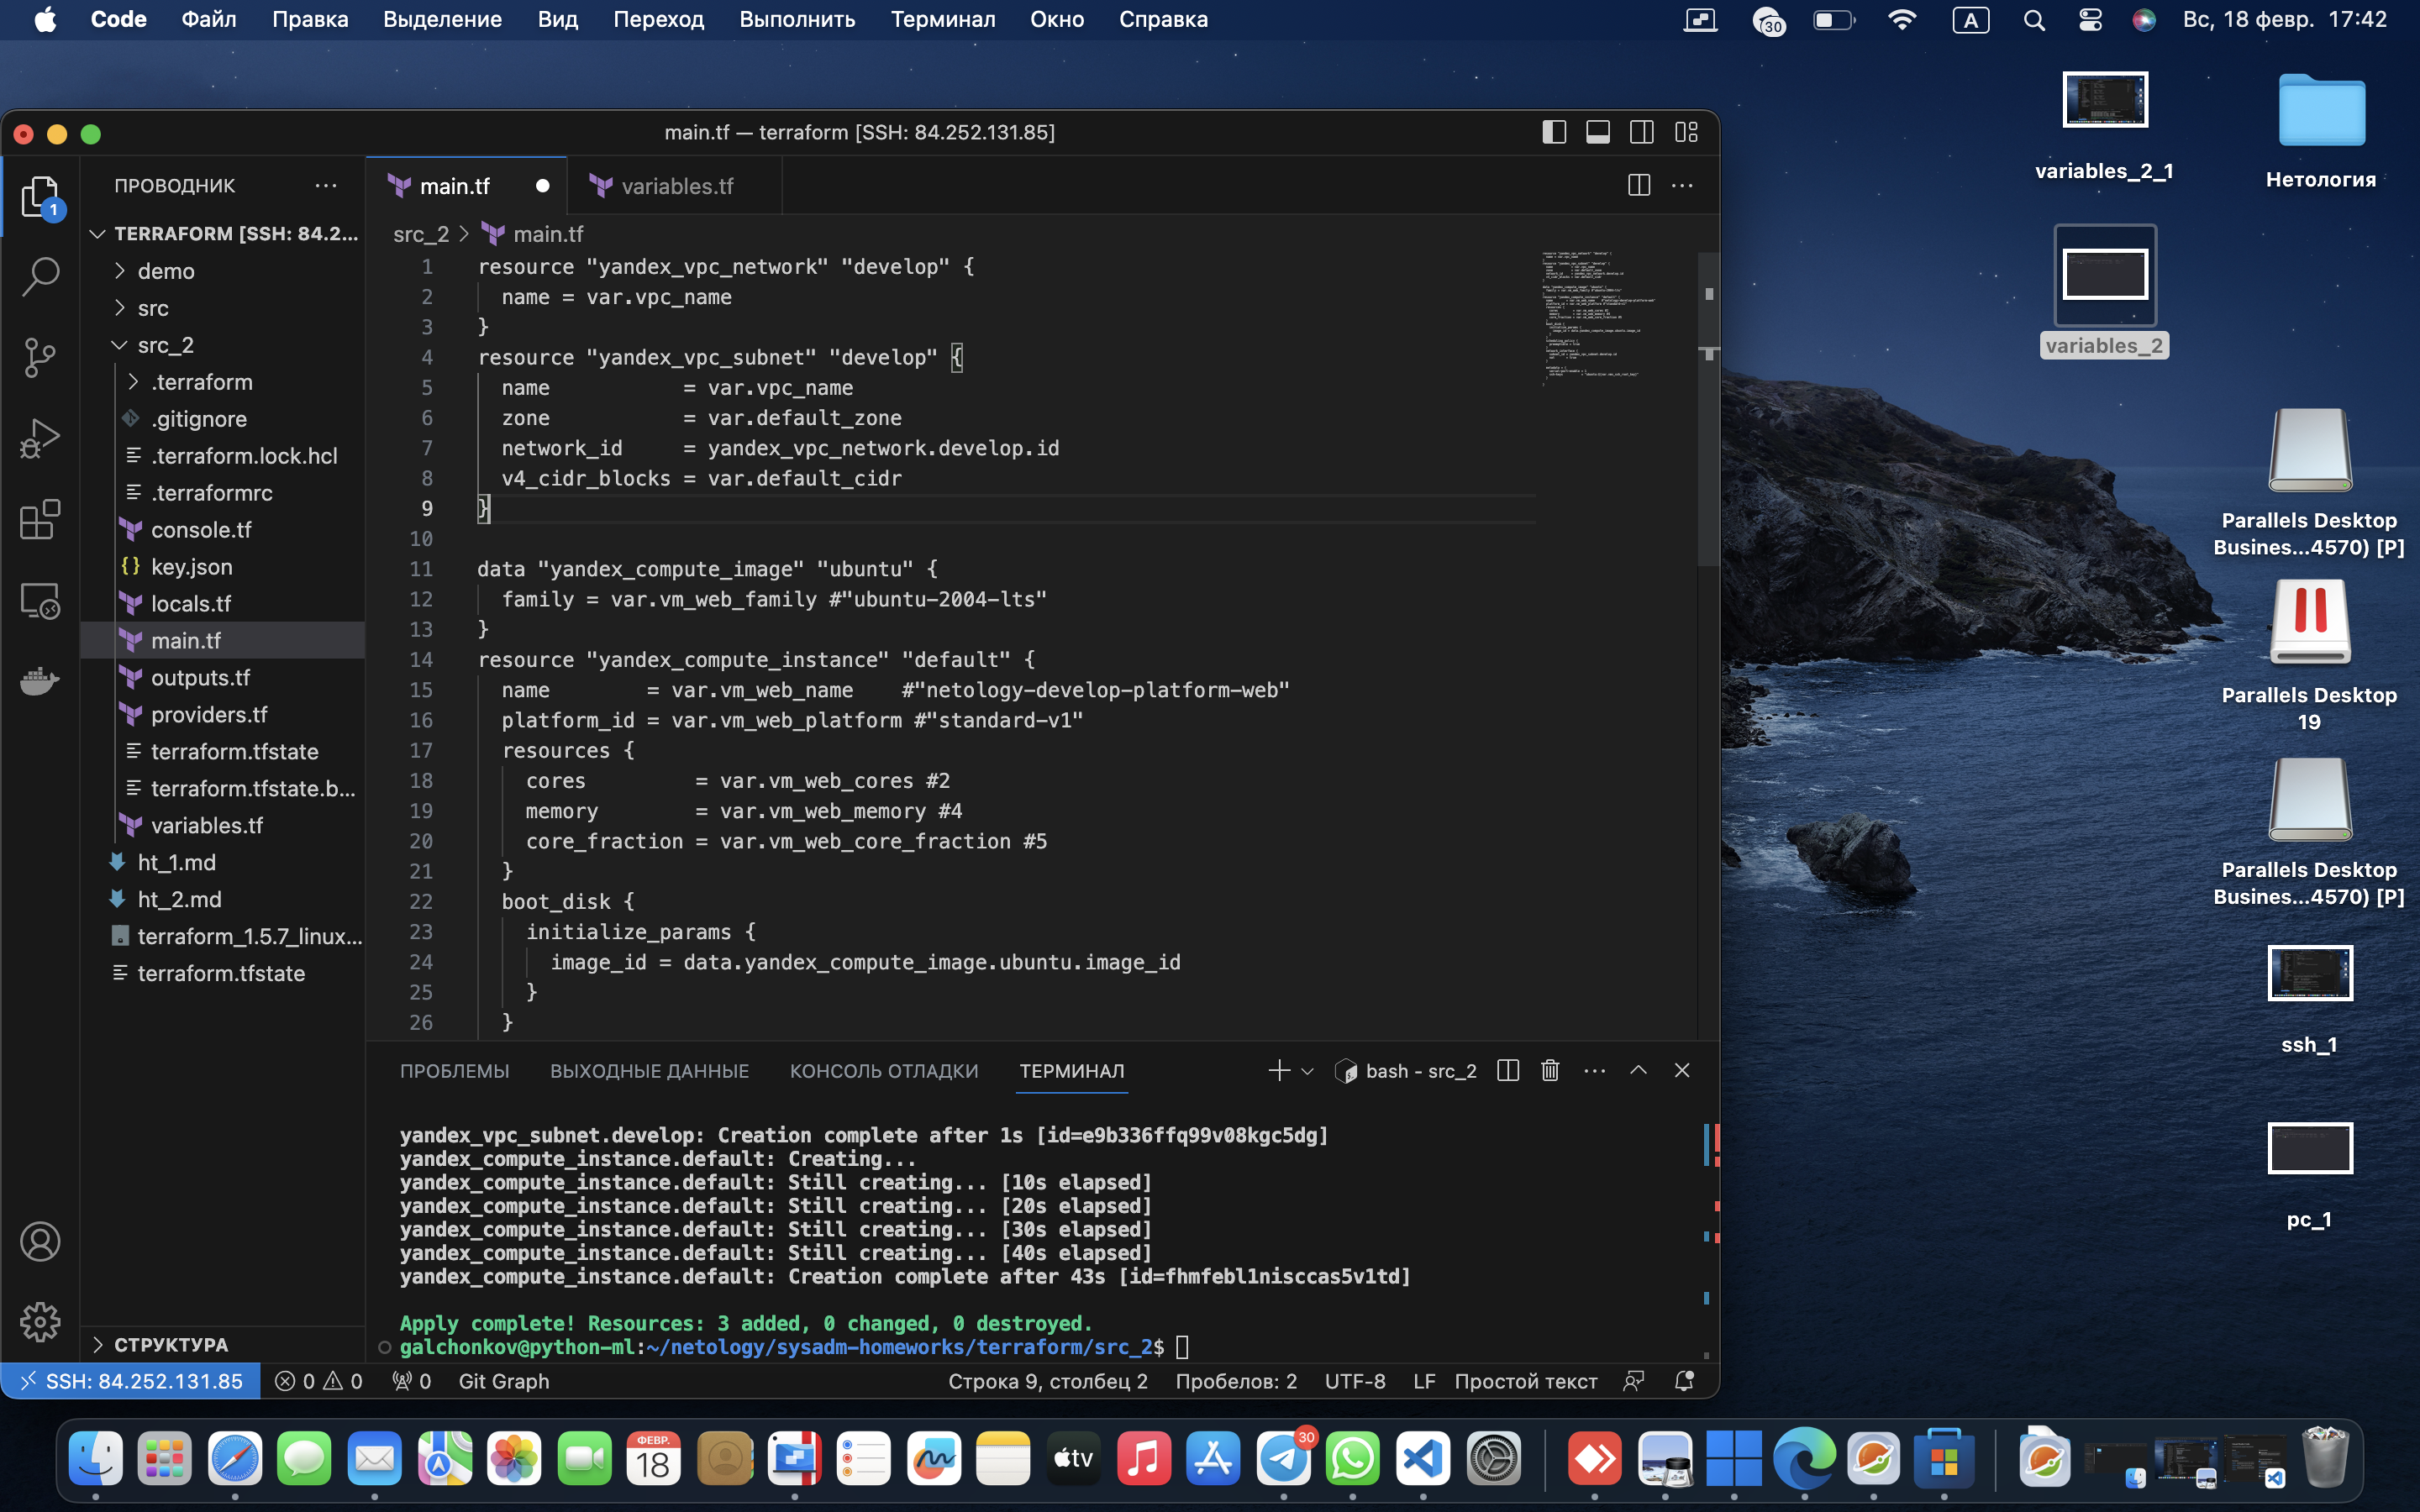 Code Файл Правка Выделение Вид Переход Выполнить Терминал Окно Справка
30 A Вс, 18 февр. 17:42
main.tf — terraform [SSH: 84.252.131.85]
1
ПРОВОДНИК
TERRAFORM [SSH: 84.2...
demo
src
src_2
.terraform
.gitignore
.terraform.lock.hcl
.terraformrc
console.tf
{} key.json
locals.tf
main.tf
outputs.tf
providers.tf
terraform.tfstate
terraform.tfstate.b...
variables.tf
ht_1.md
ht_2.md
terraform_1.5.7_linux...
terraform.tfstate
СТРУКТУРА
main.tf variables.tf
src_2 > main.tf
1 resource "yandex_vpc_network" "develop" {
2 name = var.vpc_name
3 }
4 resource "yandex_vpc_subnet" "develop" {
5 name = var.vpc_name
6 zone = var.default_zone
7 network_id = yandex_vpc_network.develop.id
8 v4_cidr_blocks = var.default_cidr
9 }
10
11 data "yandex_compute_image" "ubuntu" {
12 family = var.vm_web_family #"ubuntu-2004-lts"
13 }
14 resource "yandex_compute_instance" "default" {
15 name = var.vm_web_name #"netology-develop-platform-web"
16 platform_id = var.vm_web_platform #"standard-v1"
17 resources {
18 cores = var.vm_web_cores #2
19 memory = var.vm_web_memory #4
20 core_fraction = var.vm_web_core_fraction #5
21 }
22 boot_disk {
23 initialize_params {
24 image_id = data.yandex_compute_image.ubuntu.image_id
25 }
26 }
ПРОБЛЕМЫ ВЫХОДНЫЕ ДАННЫЕ КОНСОЛЬ ОТЛАДКИ ТЕРМИНАЛ
bash - src_2
yandex_vpc_subnet.develop: Creation complete after 1s [id=e9b336ffq99v08kgc5dg]
yandex_compute_instance.default: Creating...
yandex_compute_instance.default: Still creating... [10s elapsed]
yandex_compute_instance.default: Still creating... [20s elapsed]
yandex_compute_instance.default: Still creating... [30s elapsed]
yandex_compute_instance.default: Still creating... [40s elapsed]
yandex_compute_instance.default: Creation complete after 43s [id=fhmfebl1nisccas5v1td]
Apply complete! Resources: 3 added, 0 changed, 0 destroyed.
galchonkov@python-ml:~/netology/sysadm-homeworks/terraform/src_2$
SSH: 84.252.131.85 0 0 0 Git Graph
Строка 9, столбец 2 Пробелов: 2 UTF-8 LF Простой текст
variables_2_1
Нетология
variables_2
Parallels Desktop
Busines...4570) [P]
Parallels Desktop
19
Parallels Desktop
Busines...4570) [P]
ssh_1
pc_1
ФЕВР.
18
tv
30